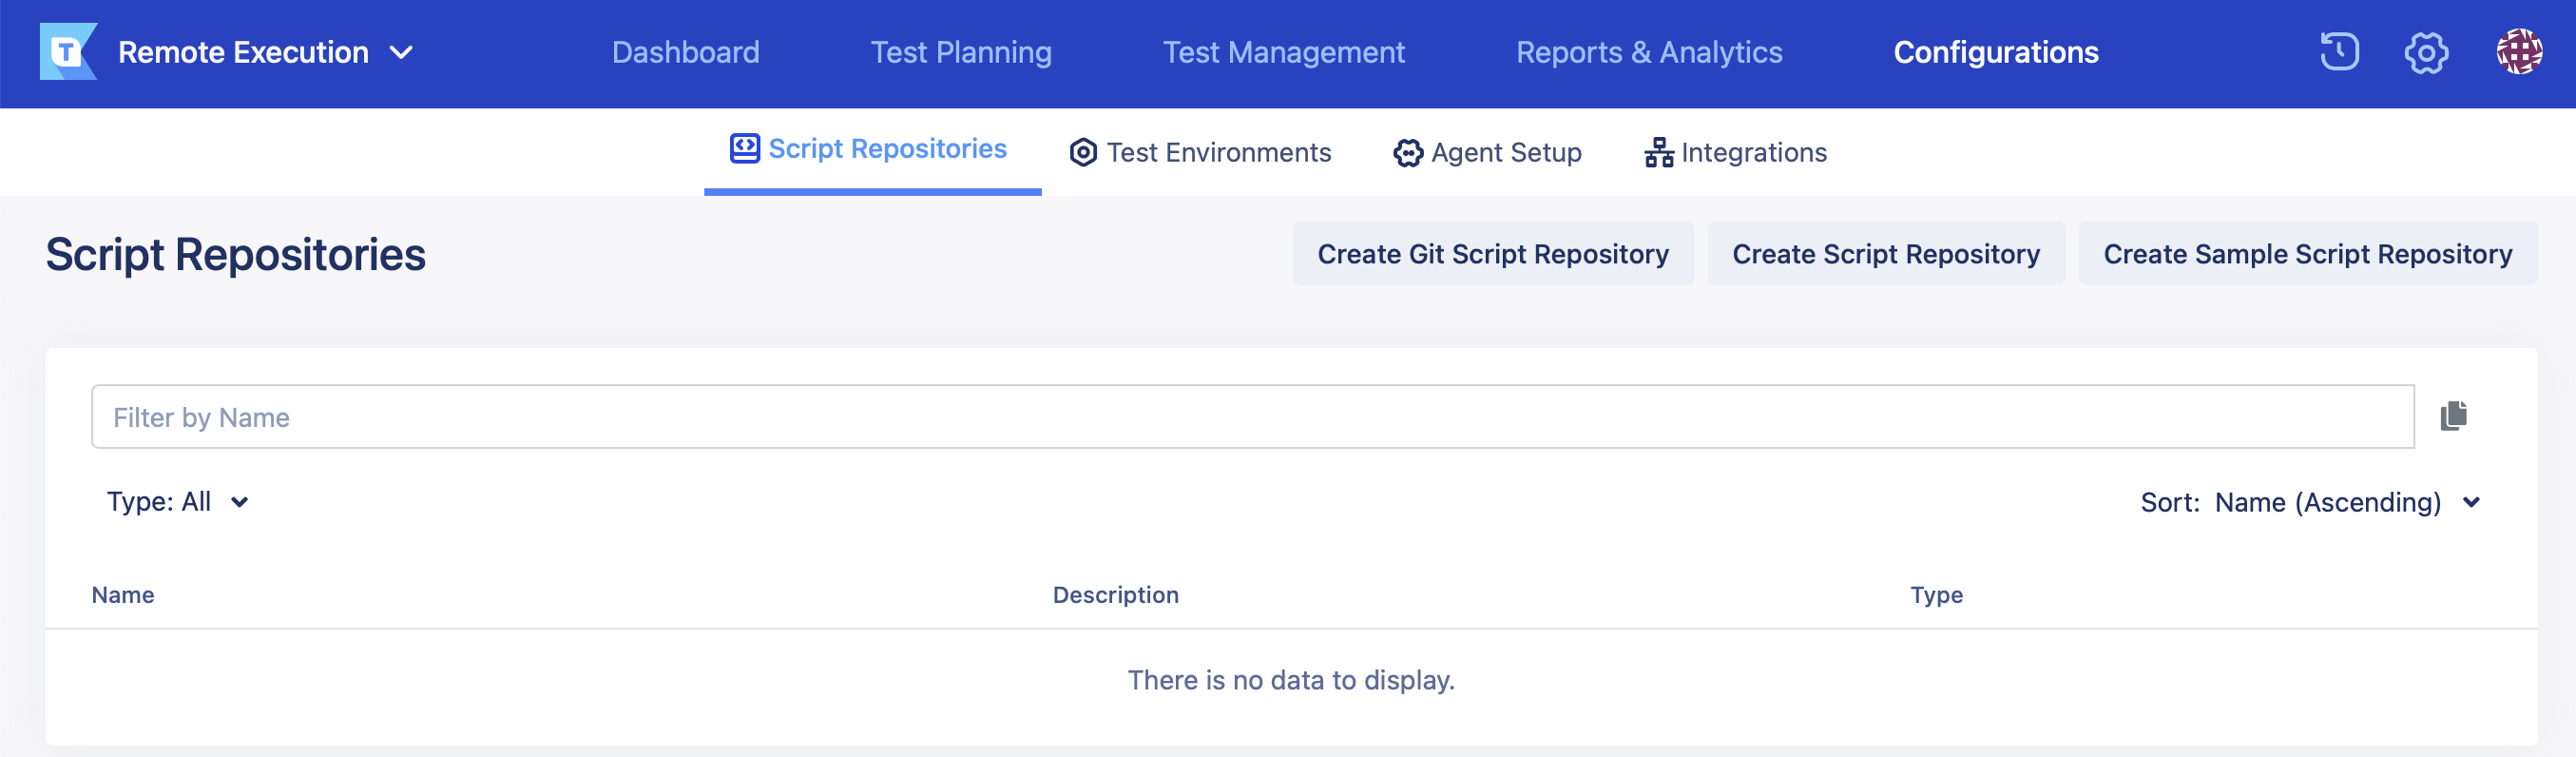 T
Remote Execution
Dashboard
Test Planning
Test Management
Reports & Analytics
Configurations
Script Repositories
Test Environments
Agent Setup
Integrations
Script Repositories
Create Git Script Repository
Create Script Repository
Create Sample Script Repository
Filter by Name
Type: All
Sort: Name (Ascending)
Name
Description
Type
There is no data to display.